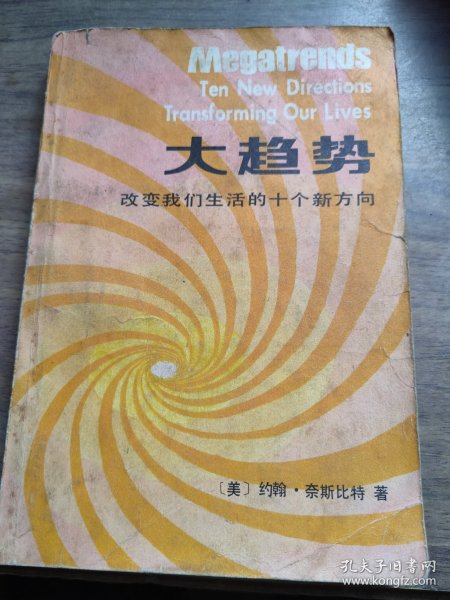 Megatrends
Ten New Directions
Transforming Our Lives
大趋势
改变我们生活的十个新方向
〔美〕约翰·奈斯比特 著
孔夫子旧书网
www.kongfz.com